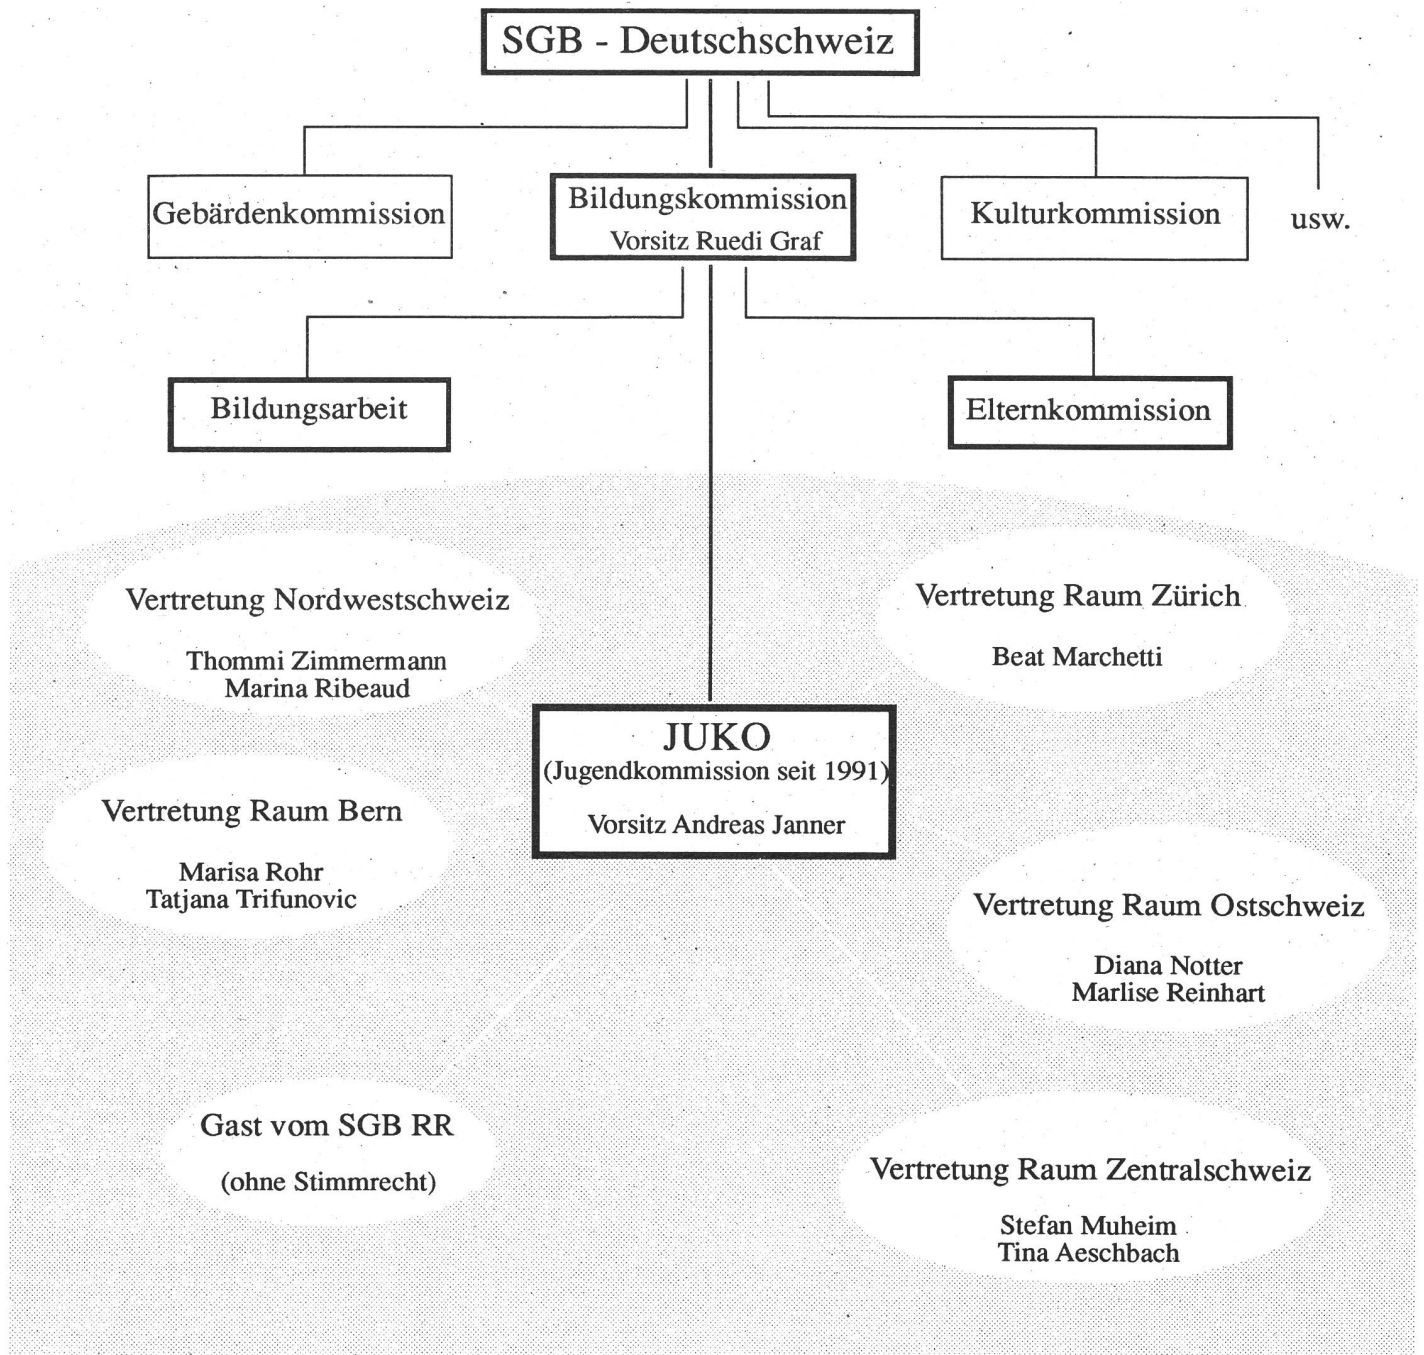 SGB - Deutschschweiz
Gebärdenkommission
Bildungskommission
Vorsitz Ruedi Graf
Kulturkommission
usw.
Bildungsarbeit
Elternkommission
Vertretung Nordwestschweiz
Thommi Zimmermann
Marina Ribeaud
Vertretung Raum Zürich
Beat Marchetti
JUKO
(Jugendkommission seit 1991)
Vorsitz Andreas Janner
Vertretung Raum Bern
Marisa Rohr
Tatjana Trifunovic
Vertretung Raum Ostschweiz
Diana Notter
Marlise Reinhart
Gast vom SGB RR
(ohne Stimmrecht)
Vertretung Raum Zentralschweiz
Stefan Muheim
Tina Aeschbach